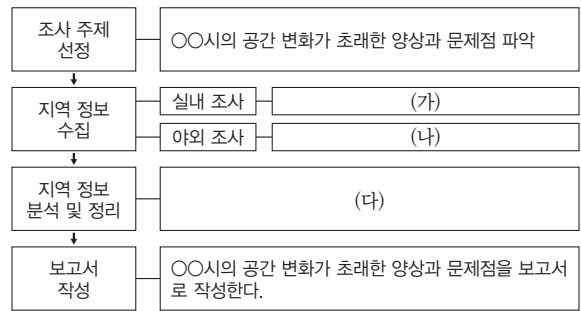 조사 주제
선정
○○시의 공간 변화가 초래한 양상과 문제점 파악
지역 정보
수집
실내 조사
(가)
야외 조사
(나)
지역 정보
분석 및 정리
(다)
보고서
작성
○○시의 공간 변화가 초래한 양상과 문제점을 보고서
로 작성한다.